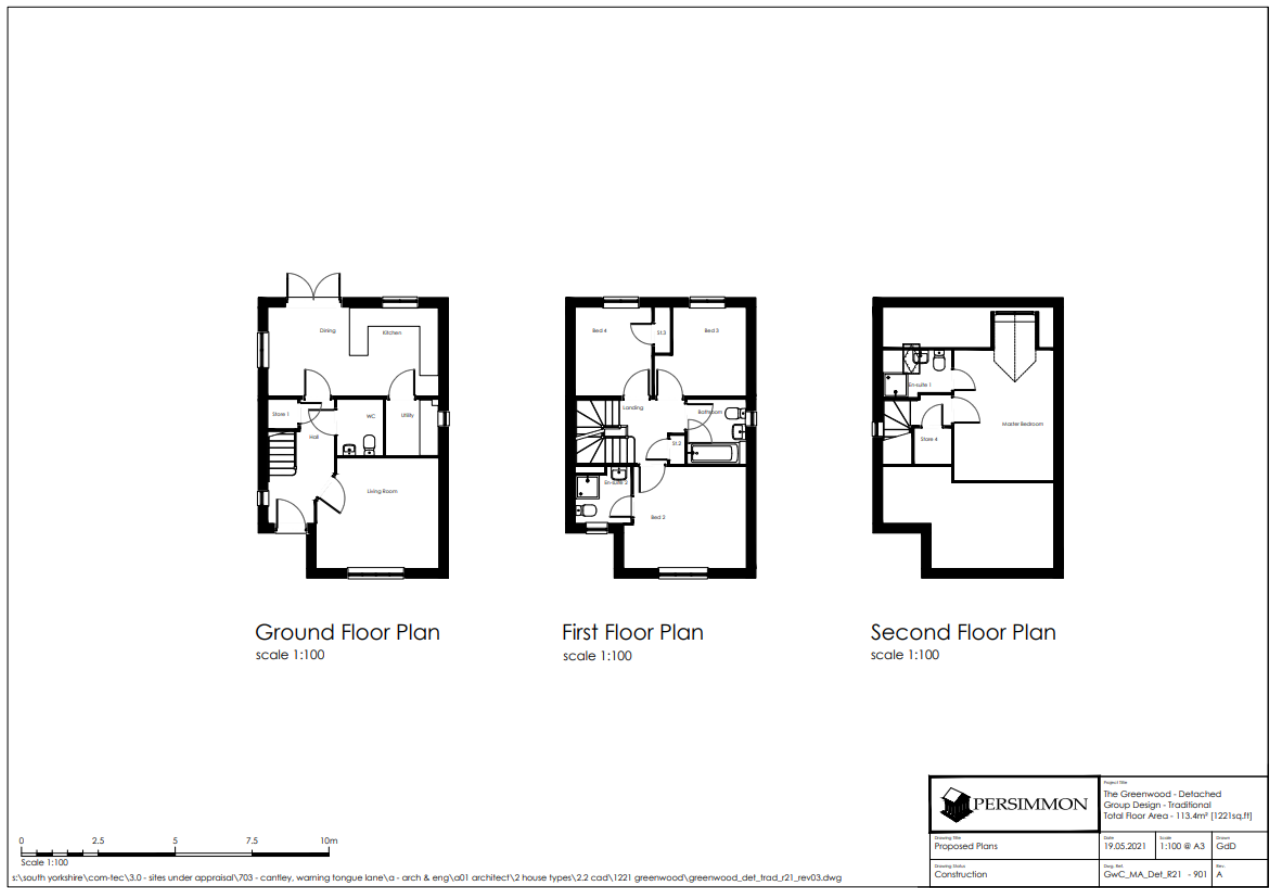 Dining
Kitchen
Store 1
WC
Utility
Hall
Living Room
Ground Floor Plan
scale 1:100
Bed 4
St.3
Bed 3
Landing
Bathroom
St.2
En-suite 2
Bed 2
First Floor Plan
scale 1:100
En-suite 1
Master Bedroom
Store 4
Second Floor Plan
scale 1:100
0 2.5 5 7.5 10m
Scale 1:100
s:\south yorkshire\com-tec\3.0 - sites under appraisal\703 - cantley, warning tongue lane\a - arch & eng\a01 architect\2 house types\2.2 cad\1221 greenwood\greenwood_det_trad_r21_rev03.dwg
PERSIMMON
Project Title
The Greenwood - Detached
Group Design - Traditional
Total Floor Area - 113.4m² [1221sq.ft]
Drawing Title
Proposed Plans
Date
19.05.2021
Scale
1:100 @ A3
Drawn
GdD
Drawing Status
Construction
Dwg. Ref.
GwC_MA_Det_R21 - 901
Rev.
A